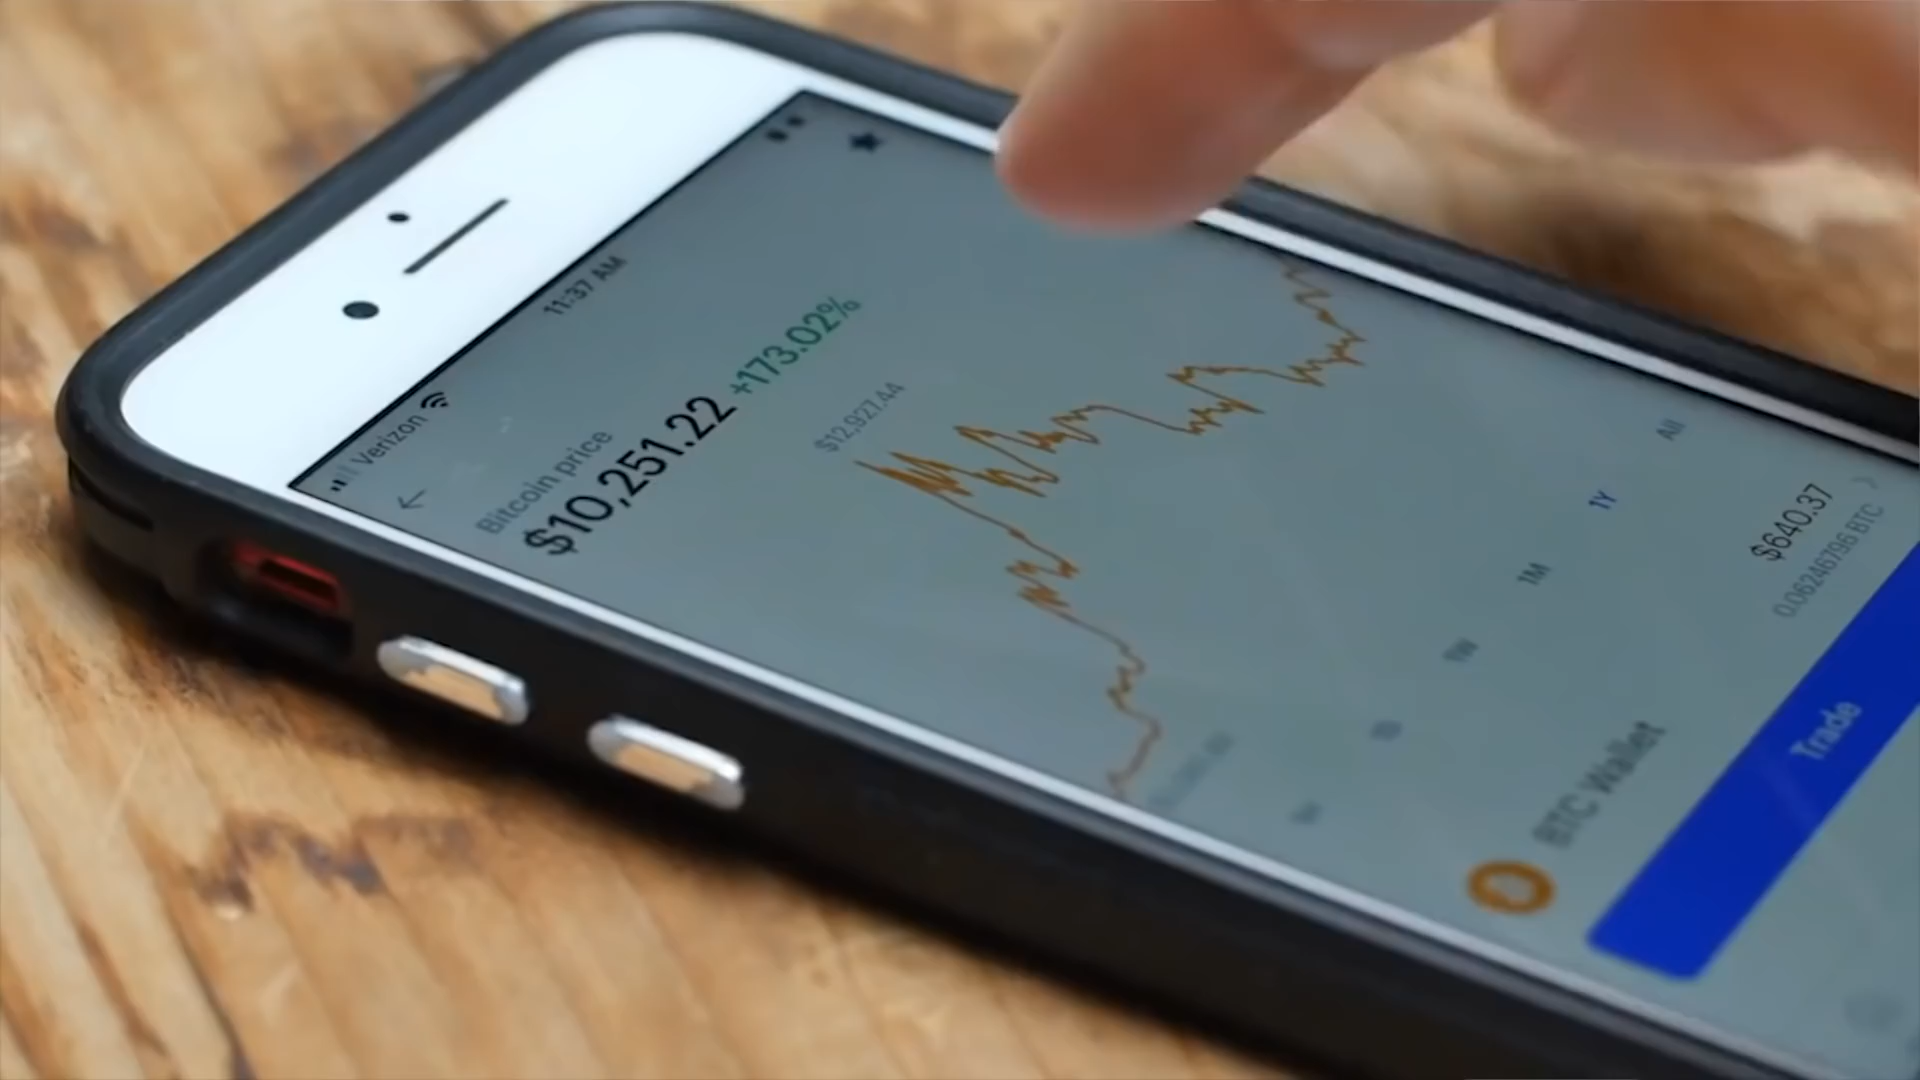 Verizon
11:37 AM
Bitcoin price
$10,251.22 +173.02%
$12,927.44
1W 1M 1Y All
BTC Wallet
$640.37
0.06246796 BTC
Trade